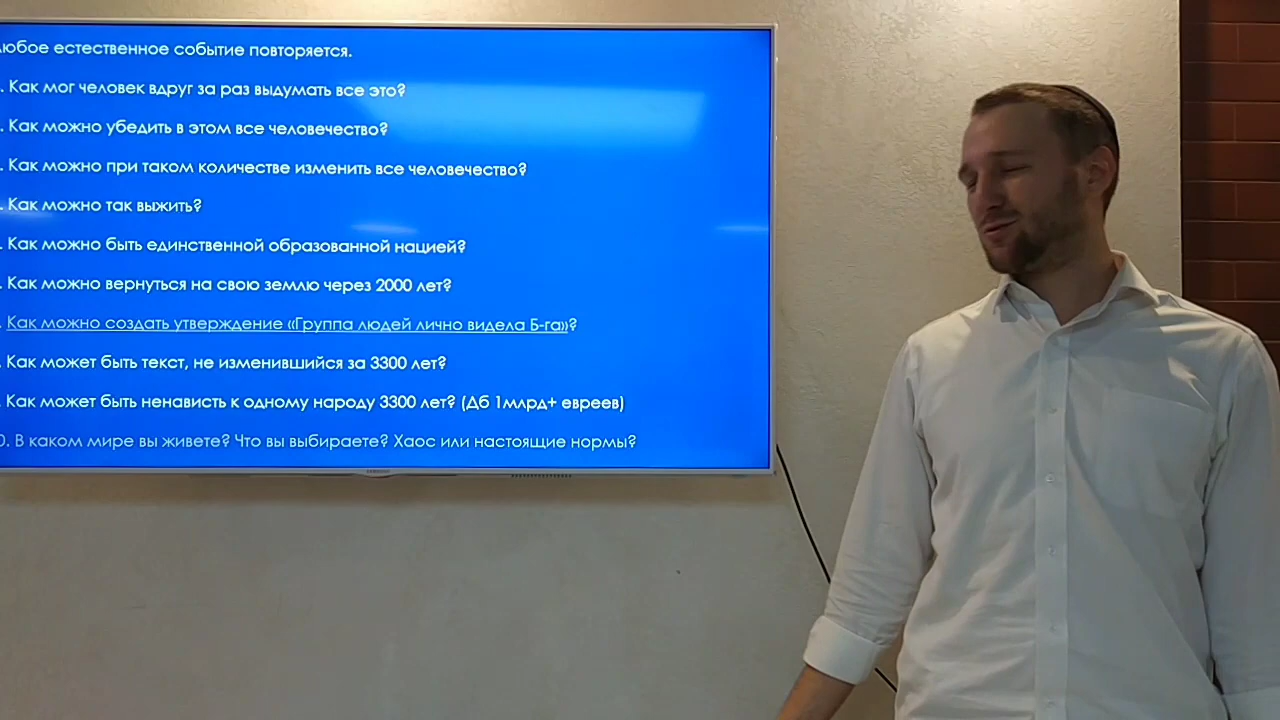 любое естественное событие повторяется.
. Как мог человек вдруг за раз выдумать все это?
. Как можно убедить в этом все человечество?
. Как можно при таком количестве изменить все человечество?
. Как можно так выжить?
. Как можно быть единственной образованной нацией?
. Как можно вернуться на свою землю через 2000 лет?
. Как можно создать утверждение «Группа людей лично видела Б-га»?
. Как может быть текст, не изменившийся за 3300 лет?
. Как может быть ненависть к одному народу 3300 лет? (Дб 1млрд+ евреев)
0. В каком мире вы живете? Что вы выбираете? Хаос или настоящие нормы?
SAMSUNG